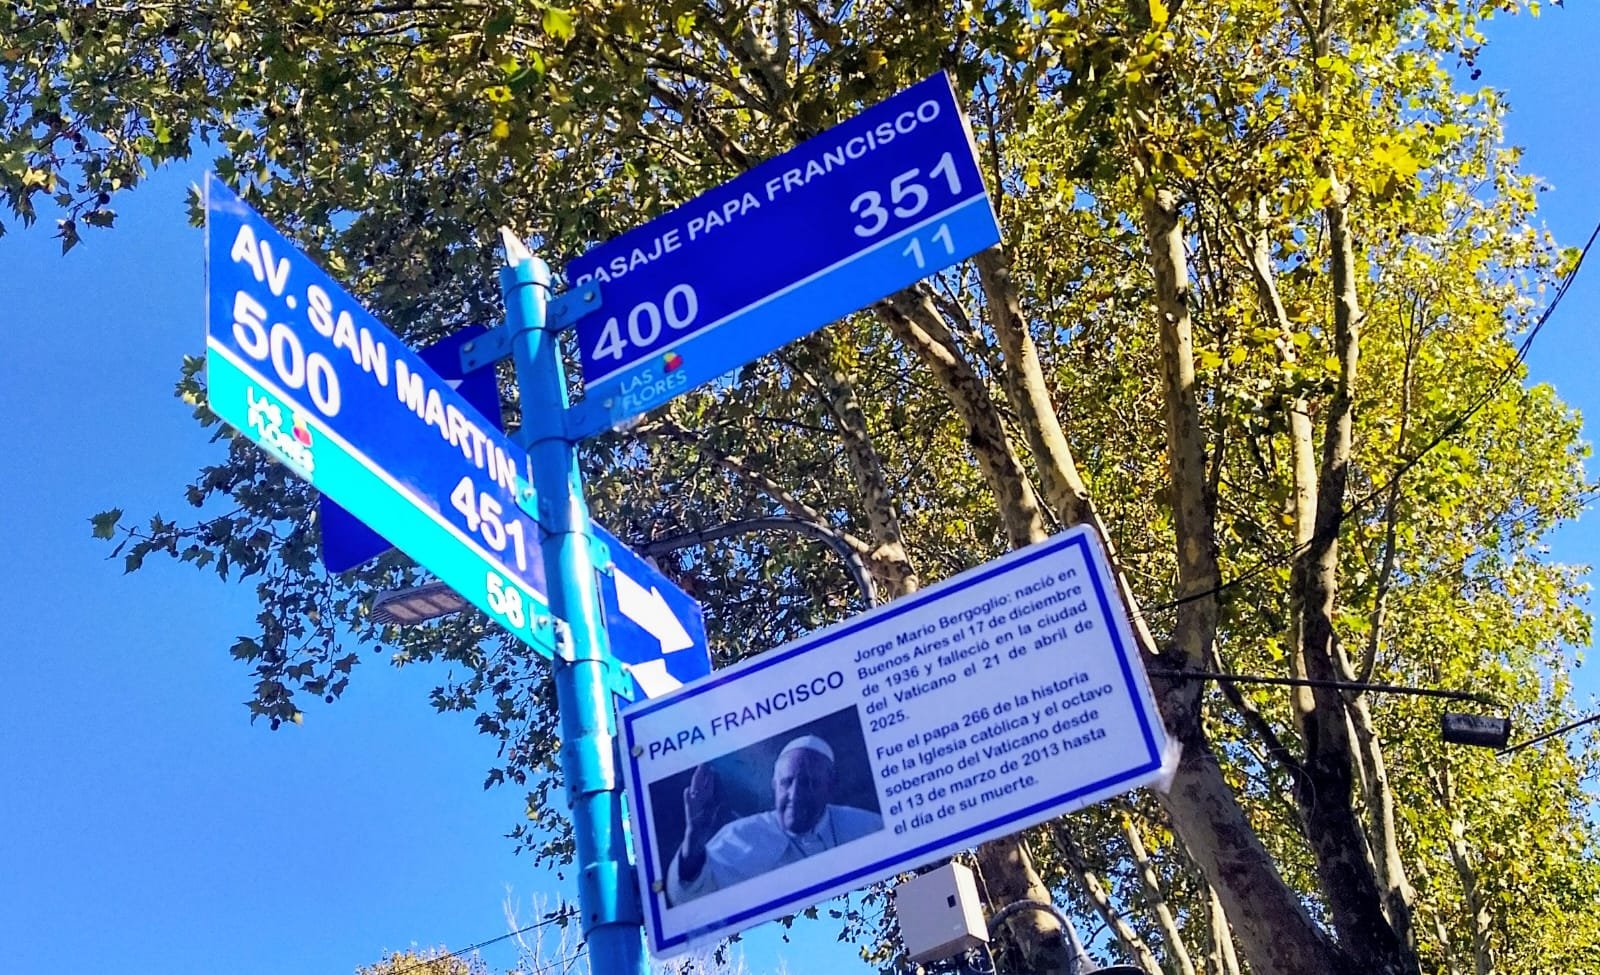 PASAJE PAPA FRANCISCO
400 351
11
LAS
FLORES
AV. SAN MARTIN
500 451
LAS
FLORES
58
PAPA FRANCISCO
Jorge Mario Bergoglio: nació en
Buenos Aires el 17 de diciembre
de 1936 y falleció en la ciudad
del Vaticano el 21 de abril de
2025.
Fue el papa 266 de la historia
de la Iglesia católica y el octavo
soberano del Vaticano desde
el 13 de marzo de 2013 hasta
el día de su muerte.